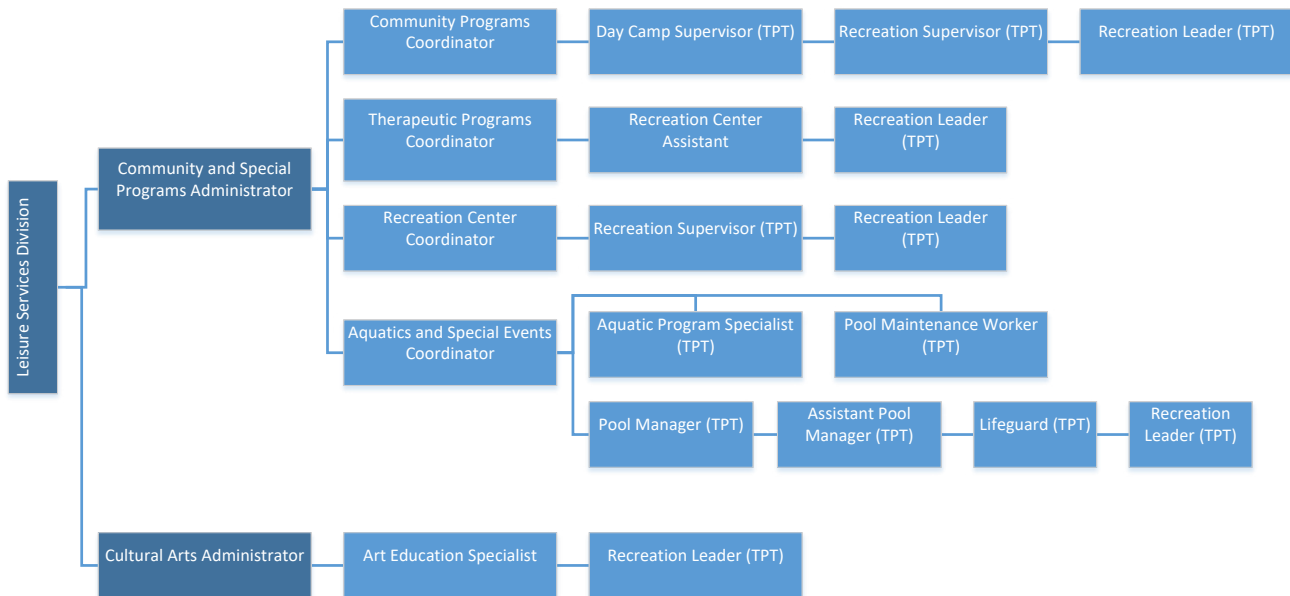 Leisure Services Division
Community and Special
Programs Administrator
Community Programs
Coordinator
Day Camp Supervisor (TPT)
Recreation Supervisor (TPT)
Recreation Leader (TPT)
Therapeutic Programs
Coordinator
Recreation Center
Assistant
Recreation Leader
(TPT)
Recreation Center
Coordinator
Recreation Supervisor (TPT)
Recreation Leader
(TPT)
Aquatics and Special Events
Coordinator
Aquatic Program Specialist
(TPT)
Pool Maintenance Worker
(TPT)
Pool Manager (TPT)
Assistant Pool
Manager (TPT)
Lifeguard (TPT)
Recreation
Leader (TPT)
Cultural Arts Administrator
Art Education Specialist
Recreation Leader (TPT)